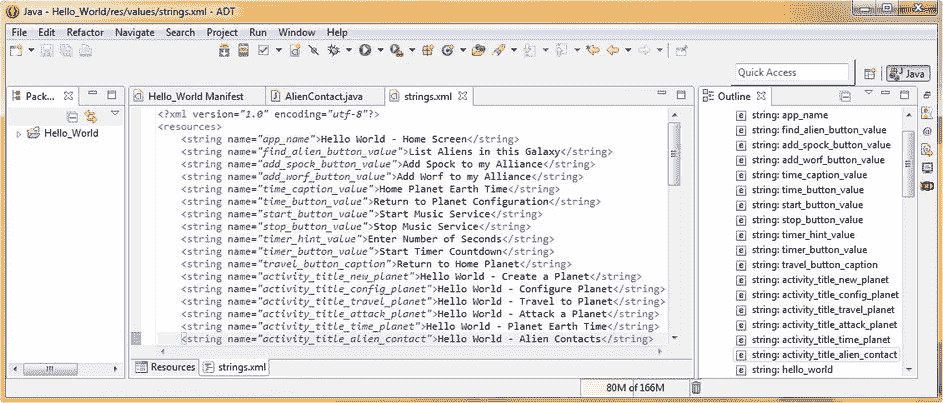 Java - Hello_World/res/values/strings.xml - ADT
File Edit Refactor Navigate Search Project Run Window Help
Quick Access
Java
Pack...
Hello_World
Hello_World Manifest
AlienContact.java
strings.xml
<?xml version="1.0" encoding="utf-8"?>
<resources>
<string name="app_name">Hello World - Home Screen</string>
<string name="find_alien_button_value">List Aliens in this Galaxy</string>
<string name="add_spock_button_value">Add Spock to my Alliance</string>
<string name="add_worf_button_value">Add Worf to my Alliance</string>
<string name="time_caption_value">Home Planet Earth Time</string>
<string name="time_button_value">Return to Planet Configuration</string>
<string name="start_button_value">Start Music Service</string>
<string name="stop_button_value">Stop Music Service</string>
<string name="timer_hint_value">Enter Number of Seconds</string>
<string name="timer_button_value">Start Timer Countdown</string>
<string name="travel_button_caption">Return to Home Planet</string>
<string name="activity_title_new_planet">Hello World - Create a Planet</string>
<string name="activity_title_config_planet">Hello World - Configure Planet</string>
<string name="activity_title_travel_planet">Hello World - Travel to Planet</string>
<string name="activity_title_attack_planet">Hello World - Attack a Planet</string>
<string name="activity_title_time_planet">Hello World - Planet Earth Time</string>
<string name="activity_title_alien_contact">Hello World - Alien Contacts</string>
Resources
strings.xml
Outline
string: app_name
string: find_alien_button_value
string: add_spock_button_value
string: add_worf_button_value
string: time_caption_value
string: time_button_value
string: start_button_value
string: stop_button_value
string: timer_hint_value
string: timer_button_value
string: travel_button_caption
string: activity_title_new_planet
string: activity_title_config_planet
string: activity_title_travel_planet
string: activity_title_attack_planet
string: activity_title_time_planet
string: activity_title_alien_contact
string: hello_world
80M of 166M